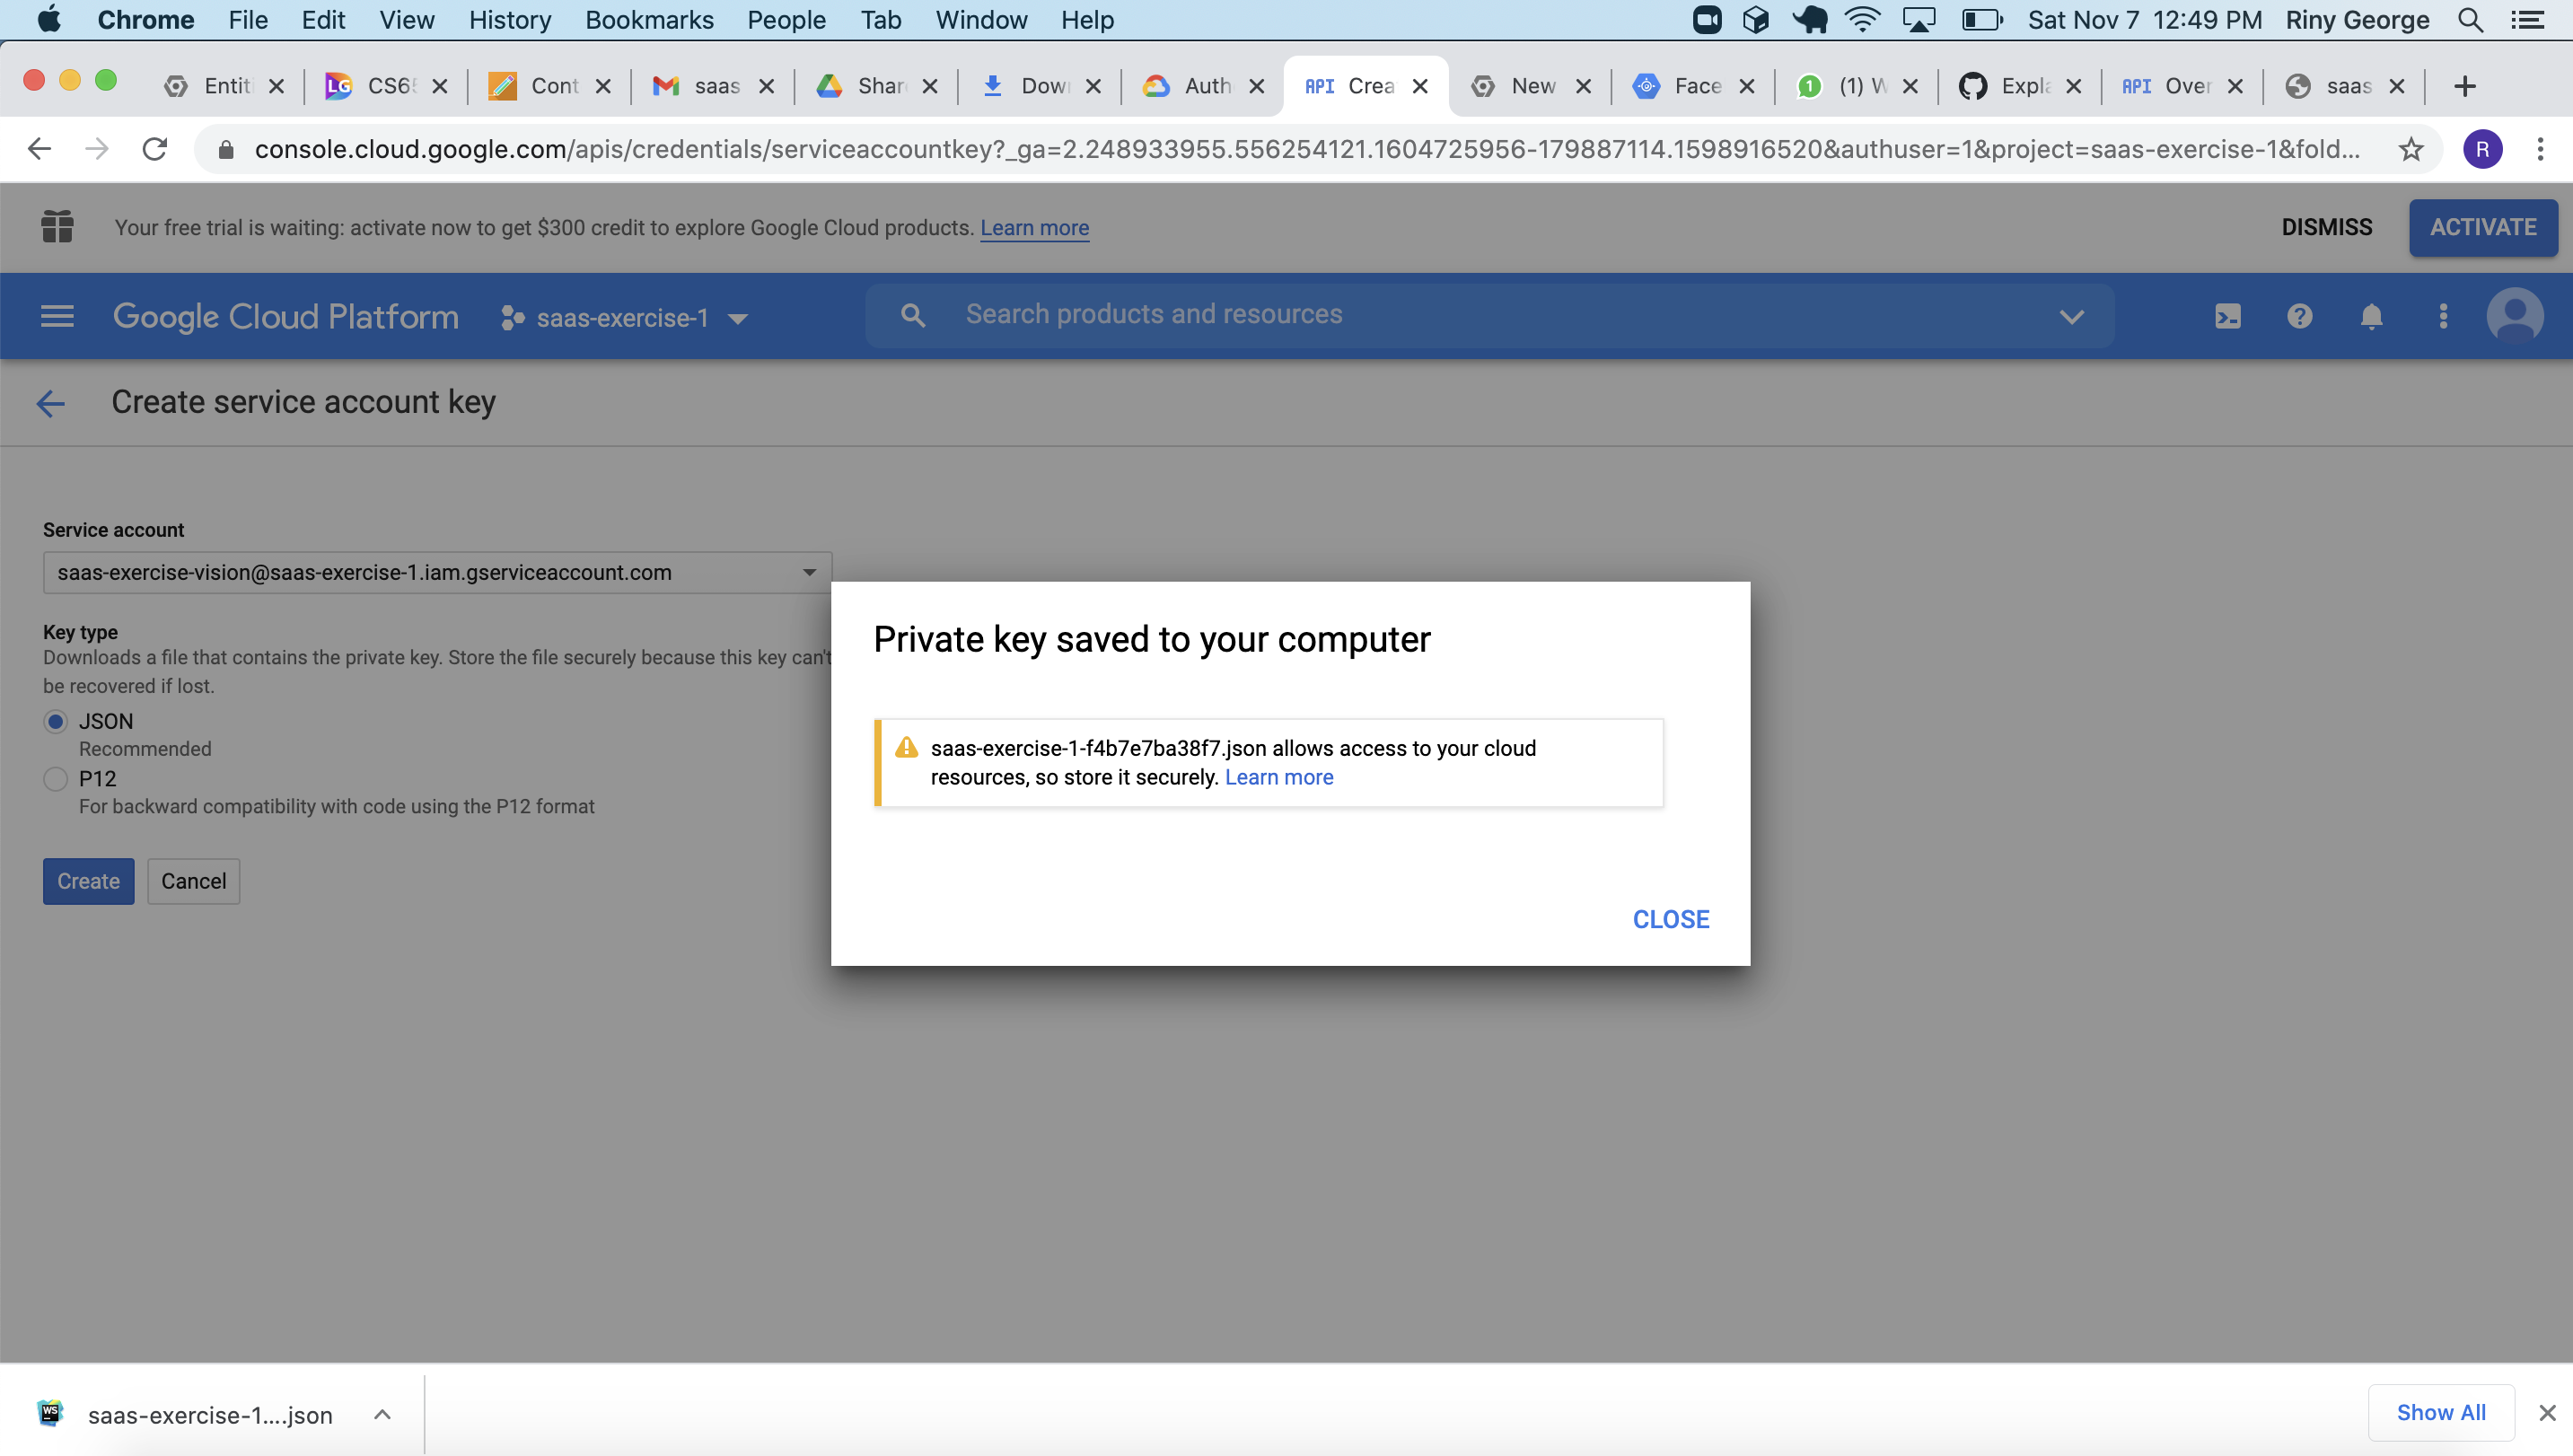 Chrome File Edit View History Bookmarks People Tab Window Help Sat Nov 7 12:49 PM Riny George
Entiti CS65 Cont saas Shar Down Auth API Crea New Face 1 (1) W Expla API Over saas
console.cloud.google.com/apis/credentials/serviceaccountkey?_ga=2.248933955.556254121.1604725956-179887114.1598916520&authuser=1&project=saas-exercise-1&fold... R
Your free trial is waiting: activate now to get $300 credit to explore Google Cloud products. Learn more DISMISS ACTIVATE
Google Cloud Platform saas-exercise-1 Search products and resources
Create service account key
Service account
saas-exercise-vision@saas-exercise-1.iam.gserviceaccount.com
Key type
Downloads a file that contains the private key. Store the file securely because this key can't
be recovered if lost.
JSON
Recommended
P12
For backward compatibility with code using the P12 format
Create Cancel
Private key saved to your computer
saas-exercise-1-f4b7e7ba38f7.json allows access to your cloud
resources, so store it securely. Learn more
CLOSE
WS saas-exercise-1....json Show All